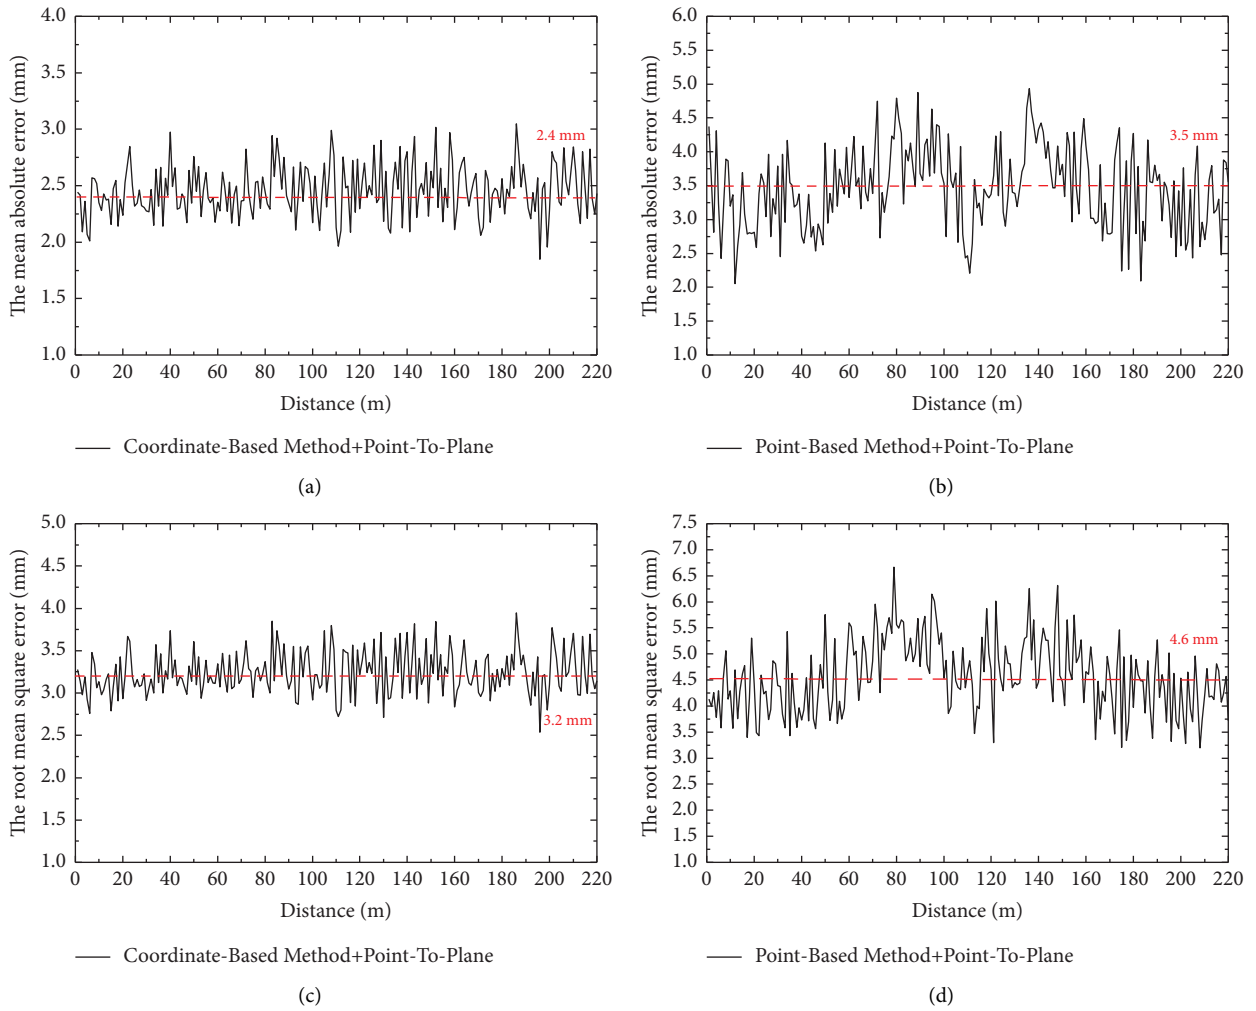 4.0
3.5
3.0
2.5
2.0
1.5
1.0
The mean absolute error (mm)
2.4 mm
0 20 40 60 80 100 120 140 160 180 200 220
Distance (m)
Coordinate-Based Method+Point-To-Plane
(a)
6.0
5.5
5.0
4.5
4.0
3.5
3.0
2.5
2.0
1.5
1.0
The mean absolute error (mm)
3.5 mm
0 20 40 60 80 100 120 140 160 180 200 220
Distance (m)
Point-Based Method+Point-To-Plane
(b)
5.0
4.5
4.0
3.5
3.0
2.5
2.0
1.5
1.0
The root mean square error (mm)
3.2 mm
0 20 40 60 80 100 120 140 160 180 200 220
Distance (m)
Coordinate-Based Method+Point-To-Plane
(c)
7.5
7.0
6.5
6.0
5.5
5.0
4.5
4.0
3.5
3.0
2.5
2.0
1.5
1.0
The root mean square error (mm)
4.6 mm
0 20 40 60 80 100 120 140 160 180 200 220
Distance (m)
Point-Based Method+Point-To-Plane
(d)